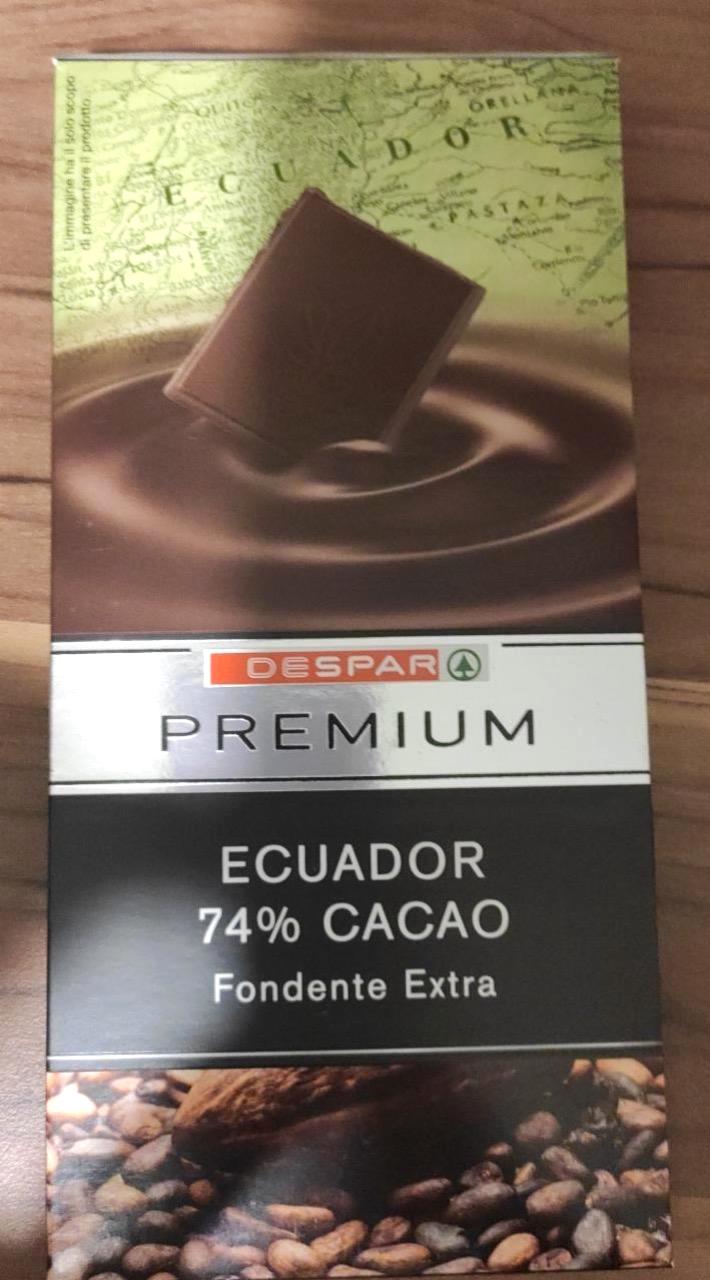 L'immagine ha il solo scopo
di presentare il prodotto
QUITO
ORELLANA
ECUADOR
PASTAZA
DESPAR
PREMIUM
ECUADOR
74% CACAO
Fondente Extra